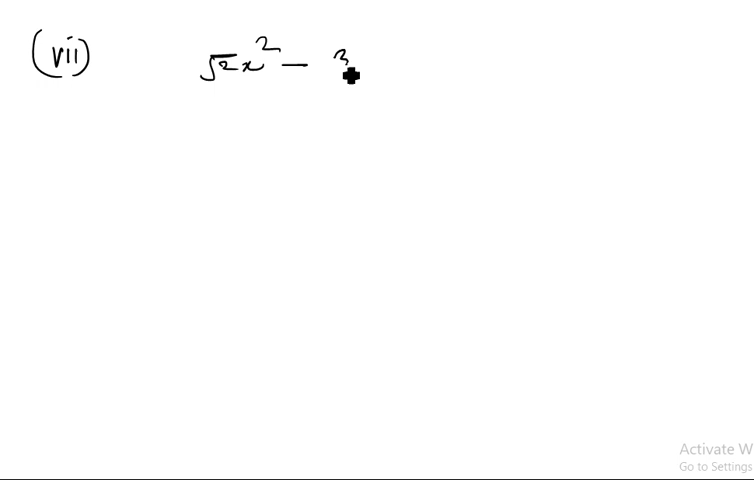 (vii) √2x² — 3
Activate W
Go to Settings